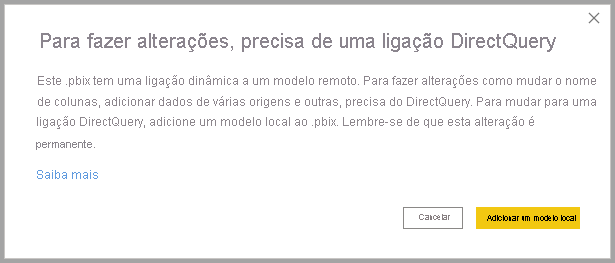 Para fazer alterações, precisa de uma ligação DirectQuery
Este .pbix tem uma ligação dinâmica a um modelo remoto. Para fazer alterações como mudar o nome
de colunas, adicionar dados de várias origens e outras, precisa do DirectQuery. Para mudar para uma
ligação DirectQuery, adicione um modelo local ao .pbix. Lembre-se de que esta alteração é
permanente.
Saiba mais
Cancelar
Adicionar um modelo local